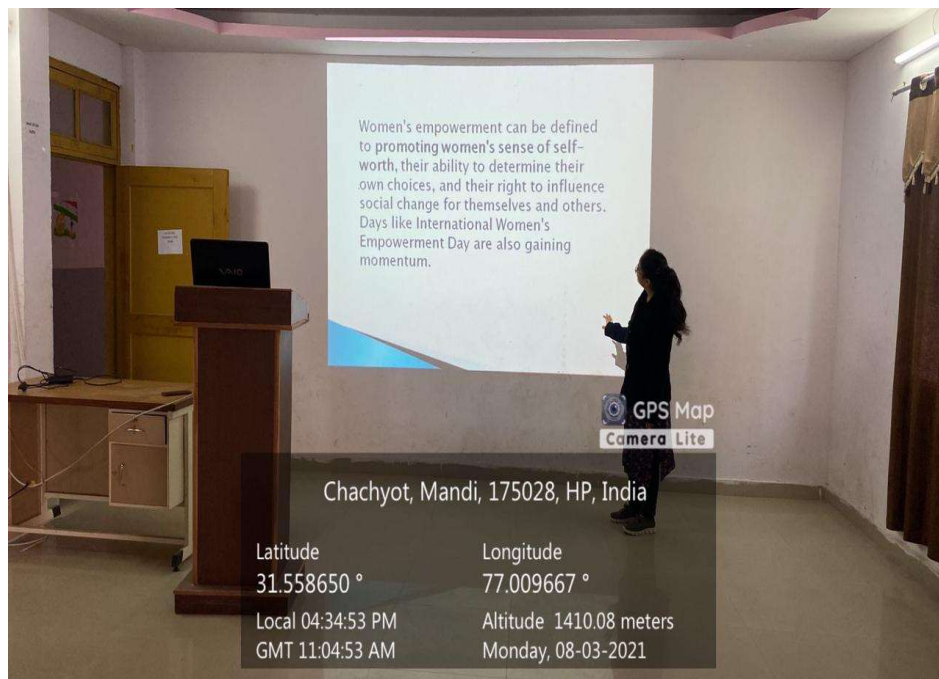 Women's empowerment can be defined
to promoting women's sense of self-
worth, their ability to determine their
own choices, and their right to influence
social change for themselves and others.
Days like International Women's
Empowerment Day are also gaining
momentum.
VAIO
GPS Map
Camera Lite
Chachyot, Mandi, 175028, HP, India
Latitude
31.558650 °
Longitude
77.009667 °
Local 04:34:53 PM
GMT 11:04:53 AM
Altitude 1410.08 meters
Monday, 08-03-2021